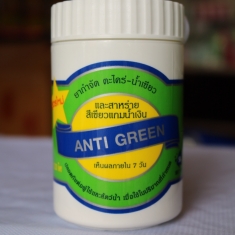 ยากำจัด ตะไคร่-น้ำเขียว
และสาหร่าย
สีเขียวแกมน้ำเงิน
ANTI GREEN
เห็นผลภายใน 7 วัน